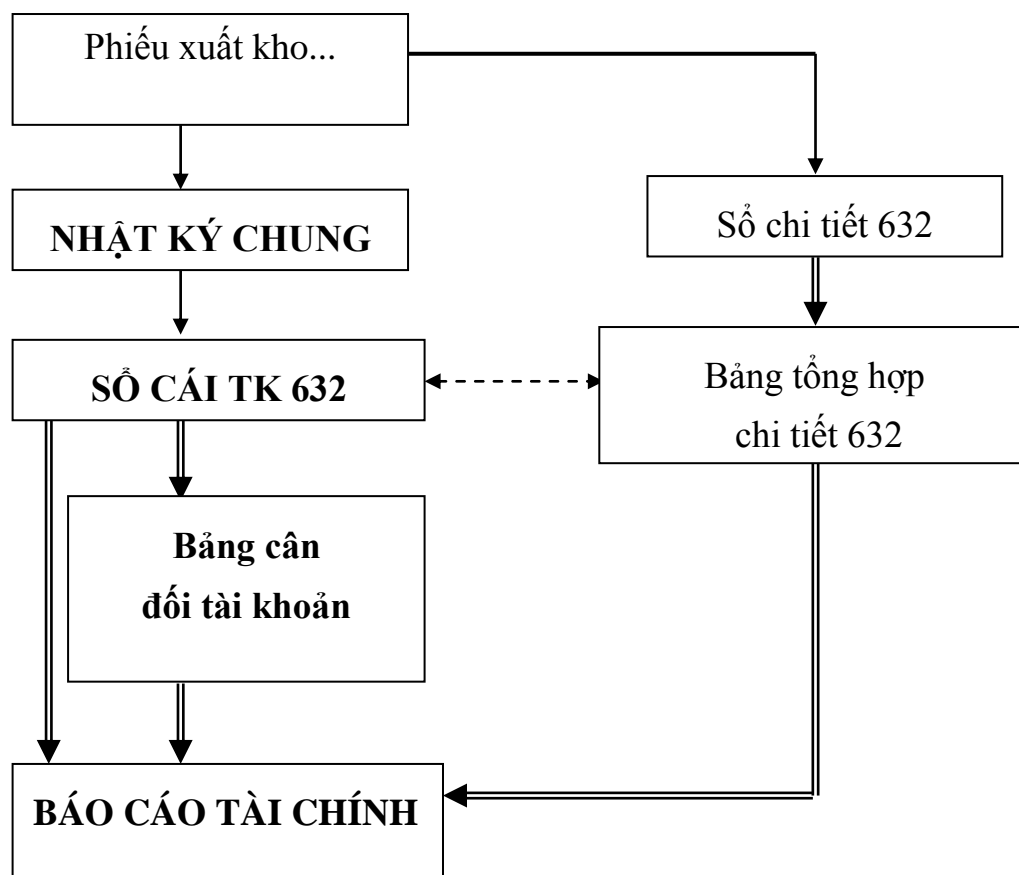 Phiếu xuất kho...
NHẬT KÝ CHUNG
Sổ chi tiết 632
SỔ CÁI TK 632
Bảng tổng hợp
chi tiết 632
Bảng cân
đối tài khoản
BÁO CÁO TÀI CHÍNH